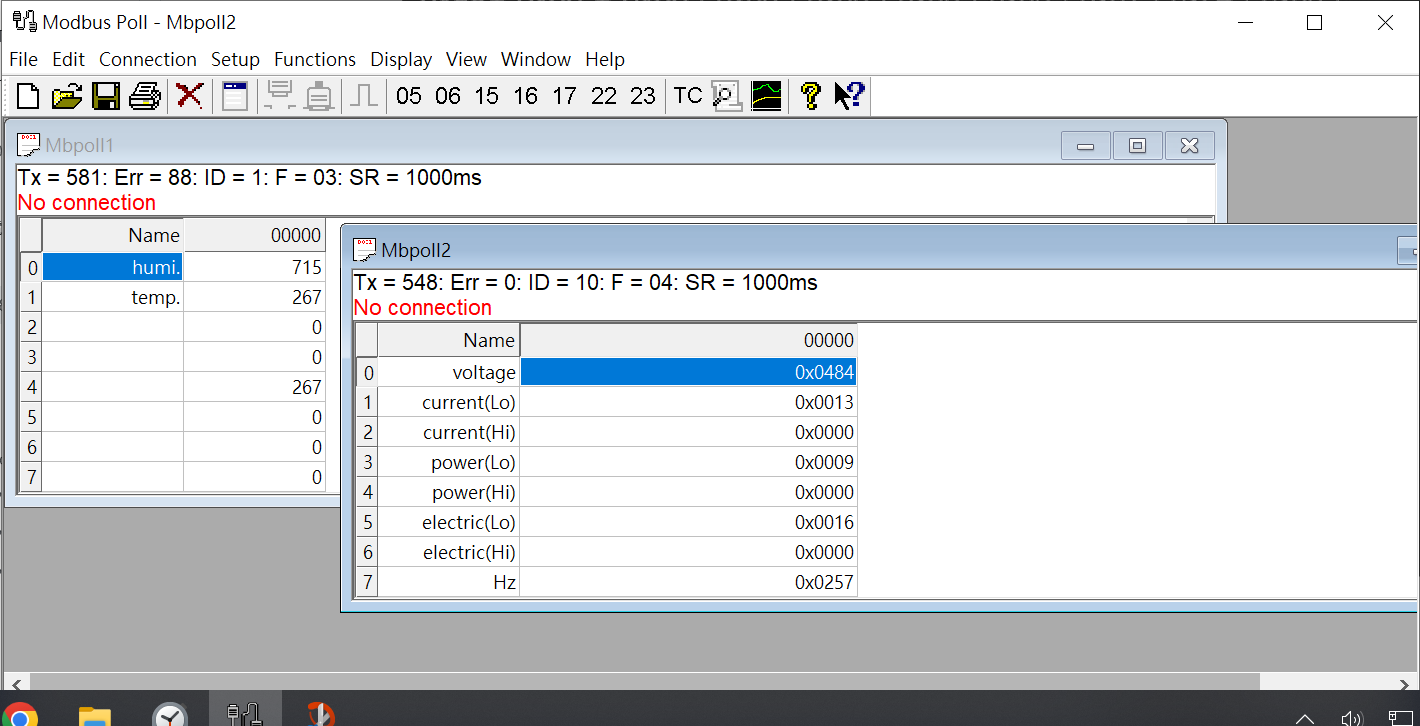 Modbus Poll - Mbpoll2
File Edit Connection Setup Functions Display View Window Help
05 06 15 16 17 22 23 TC
Mbpoll1
Tx = 581: Err = 88: ID = 1: F = 03: SR = 1000ms
No connection
Name 00000
0 humi. 715
1 temp. 267
2 0
3 0
4 267
5 0
6 0
7 0
Mbpoll2
Tx = 548: Err = 0: ID = 10: F = 04: SR = 1000ms
No connection
Name 00000
0 voltage 0x0484
1 current(Lo) 0x0013
2 current(Hi) 0x0000
3 power(Lo) 0x0009
4 power(Hi) 0x0000
5 electric(Lo) 0x0016
6 electric(Hi) 0x0000
7 Hz 0x0257